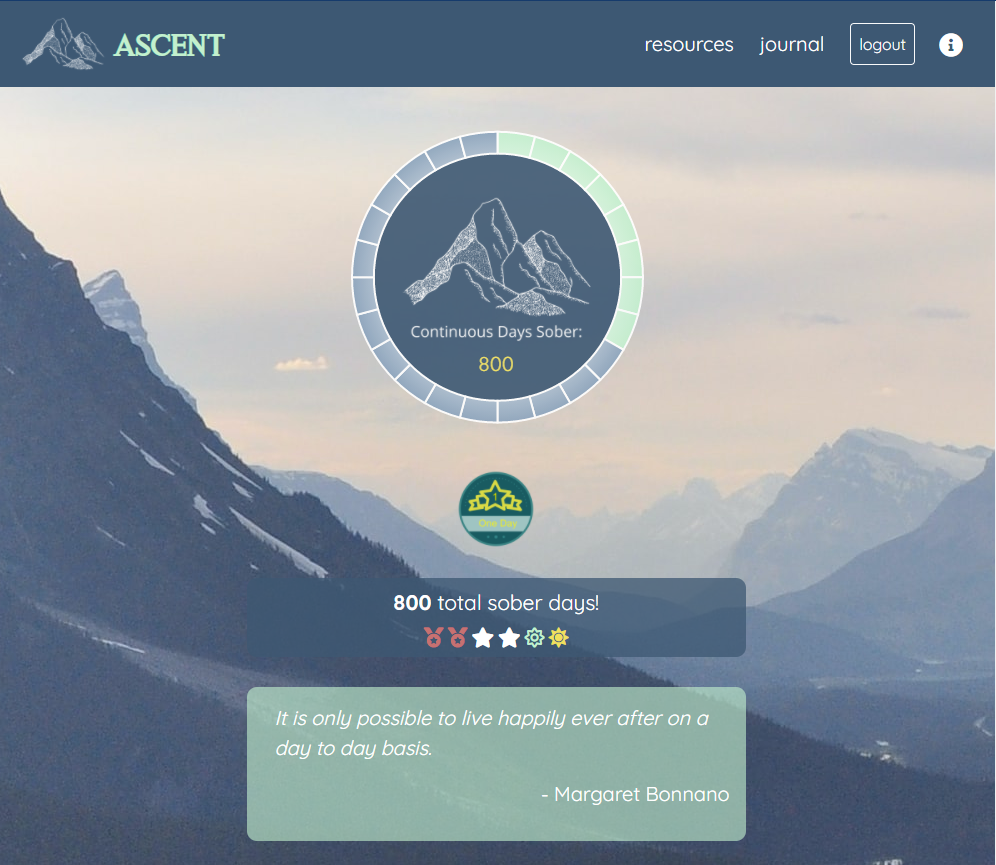 ASCENT
resources journal logout
Continuous Days Sober:
800
1
One Day
800 total sober days!
It is only possible to live happily ever after on a
day to day basis.
- Margaret Bonnano